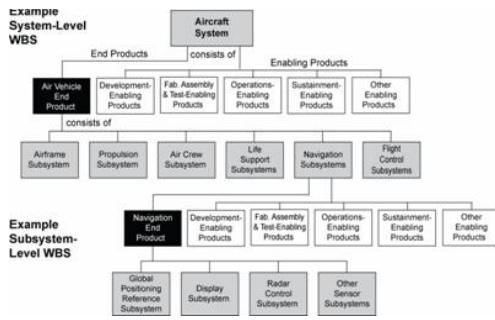 Example
System-Level
WBS
Aircraft
System
End Products
consists of
Enabling Products
Air Vehicle
End
Product
Development-
Enabling
Products
Fab. Assembly
& Test-Enabling
Products
Operations-
Enabling
Products
Sustainment-
Enabling
Products
Other
Enabling
Products
consists of
Airframe
Subsystem
Propulsion
Subsystem
Air Crew
Subsystem
Life
Support
Subsystems
Navigation
Subsystems
Flight
Control
Subsystems
Example
Subsystem-
Level WBS
Navigation
End
Product
Development-
Enabling
Products
Fab. Assembly
& Test-Enabling
Products
Operations-
Enabling
Products
Sustainment-
Enabling
Products
Other
Enabling
Products
Global
Positioning
Reference
Subsystem
Display
Subsystem
Radar
Control
Subsystem
Other
Sensor
Subsystems